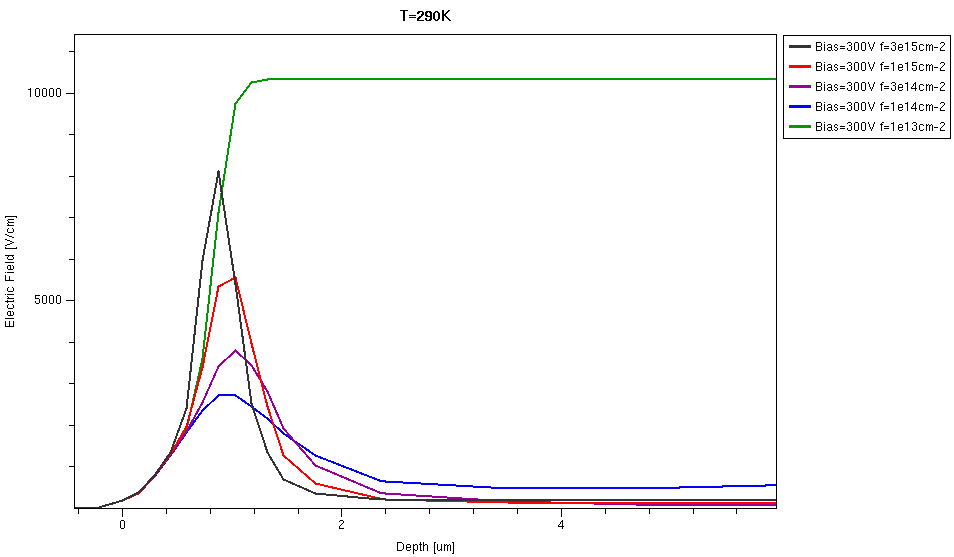 T=290K
Bias=300V f=3e15cm-2
Bias=300V f=1e15cm-2
Bias=300V f=3e14cm-2
Bias=300V f=1e14cm-2
Bias=300V f=1e13cm-2
10000
5000
Electric Field [V/cm]
0
2
4
Depth [um]